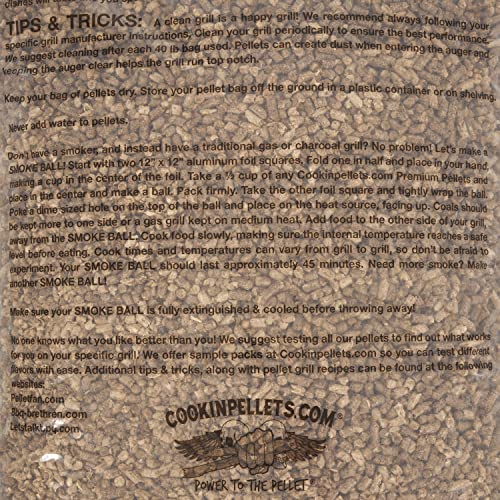 dishes will
TIPS & TRICKS: A clean grill is a happy grill! We recommend always following your
specific grill manufacturer instructions. Clean your grill periodically to ensure the best performance.
We suggest cleaning after each 40 lb bag used. Pellets can create dust when entering the auger and
keeping the auger clear helps the grill run top notch.
Keep your bag of pellets dry. Store your pellet bag off the ground in a plastic container or on shelving.
Never add water to pellets.
Don't have a smoker, and instead have a traditional gas or charcoal grill? No problem! Let's make a
SMOKE BALL! Start with two 12" x 12" aluminum foil squares. Fold one in half and place in your hand,
making a cup in the center of the foil. Take a ½ cup of any Cookinpellets.com Premium Pellets and
place in the center and make a ball. Pack firmly. Take the other foil square and tightly wrap the ball.
Poke a dime sized hole on the top of the ball and place on the heat source, facing up. Coals should
be kept more to one side or a gas grill kept on medium heat. Add food to the other side of your grill,
away from the SMOKE BALL. Cook food slowly, making sure the internal temperature reaches a safe
level before eating. Cook times and temperatures can vary from grill to grill, so don't be afraid to
experiment. Your SMOKE BALL should last approximately 45 minutes. Need more smoke? Make
another SMOKE BALL!
Make sure your SMOKE BALL is fully extinguished & cooled before throwing away!
No one knows what you like better than you! We suggest testing all our pellets to find out what works
for you on your specific grill! We offer sample packs at Cookinpellets.com so you can test different
flavors with ease. Additional tips & tricks, along with pellet grill recipes can be found at the following
websites:
Pelletfan.com
Bbq-brethren.com
Letstalkbbq.com
COOKINPELLETS.COM®
POWER TO THE PELLET®